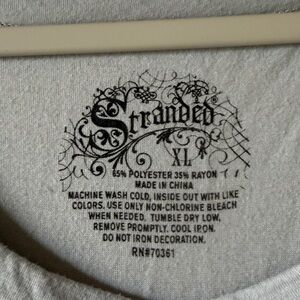 Stranded
XL
65% POLYESTER 35% RAYON
MADE IN CHINA
MACHINE WASH COLD, INSIDE OUT WITH LIKE
COLORS. USE ONLY NON-CHLORINE BLEACH
WHEN NEEDED. TUMBLE DRY LOW,
REMOVE PROMPTLY. COOL IRON.
DO NOT IRON DECORATION.
RN#70361